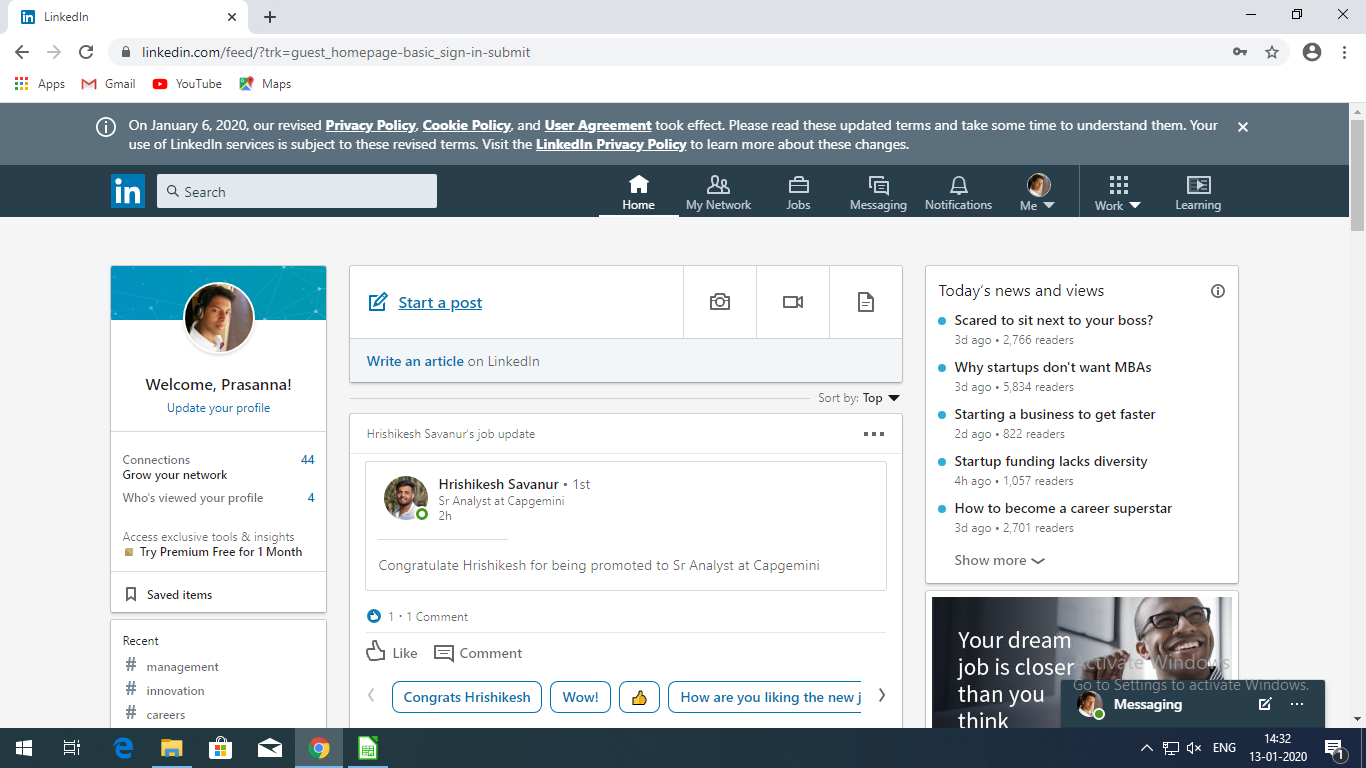 LinkedIn
linkedin.com/feed/?trk=guest_homepage-basic_sign-in-submit
Apps Gmail YouTube Maps
On January 6, 2020, our revised Privacy Policy, Cookie Policy, and User Agreement took effect. Please read these updated terms and take some time to understand them. Your
use of LinkedIn services is subject to these revised terms. Visit the LinkedIn Privacy Policy to learn more about these changes.
in Search Home My Network Jobs Messaging Notifications Me Work Learning
Welcome, Prasanna!
Update your profile
Connections 44
Grow your network
Who's viewed your profile 4
Access exclusive tools & insights
Try Premium Free for 1 Month
Saved items
Recent
# management
# innovation
# careers
Start a post
Write an article on LinkedIn
Sort by: Top
Hrishikesh Savanur's job update
Hrishikesh Savanur • 1st
Sr Analyst at Capgemini
2h
Congratulate Hrishikesh for being promoted to Sr Analyst at Capgemini
1 · 1 Comment
Like Comment
Congrats Hrishikesh Wow! 👍 How are you liking the new j
Today's news and views
Scared to sit next to your boss?
3d ago • 2,766 readers
Why startups don't want MBAs
3d ago • 5,834 readers
Starting a business to get faster
2d ago • 822 readers
Startup funding lacks diversity
4h ago • 1,057 readers
How to become a career superstar
3d ago • 2,701 readers
Show more
Your dream
job is closer
than you
think
Activate Windows
Go to Settings to activate Windows.
Messaging
ENG
14:32
13-01-2020
1